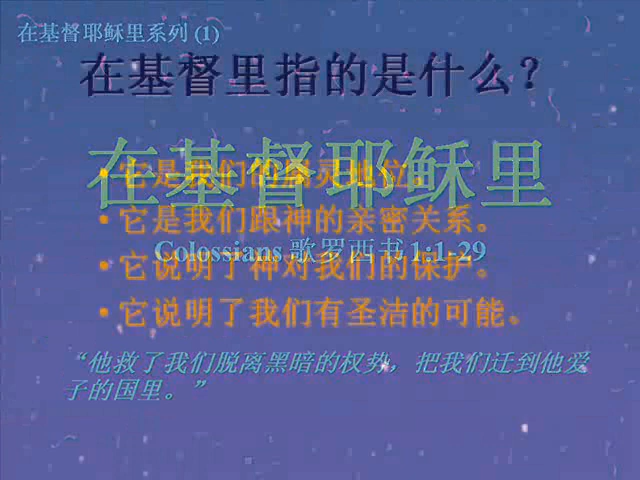 在基督耶稣里系列 (1)
在基督里指的是什么？
在基督耶稣里
• 它是我们的属灵地位。
• 它是我们跟神的亲密关系。
Colossians 歌罗西书 1:1-29
• 它说明了神对我们的保护。
• 它说明了我们有圣洁的可能。
“他救了我们脱离黑暗的权势，把我们迁到他爱
子的国里。”